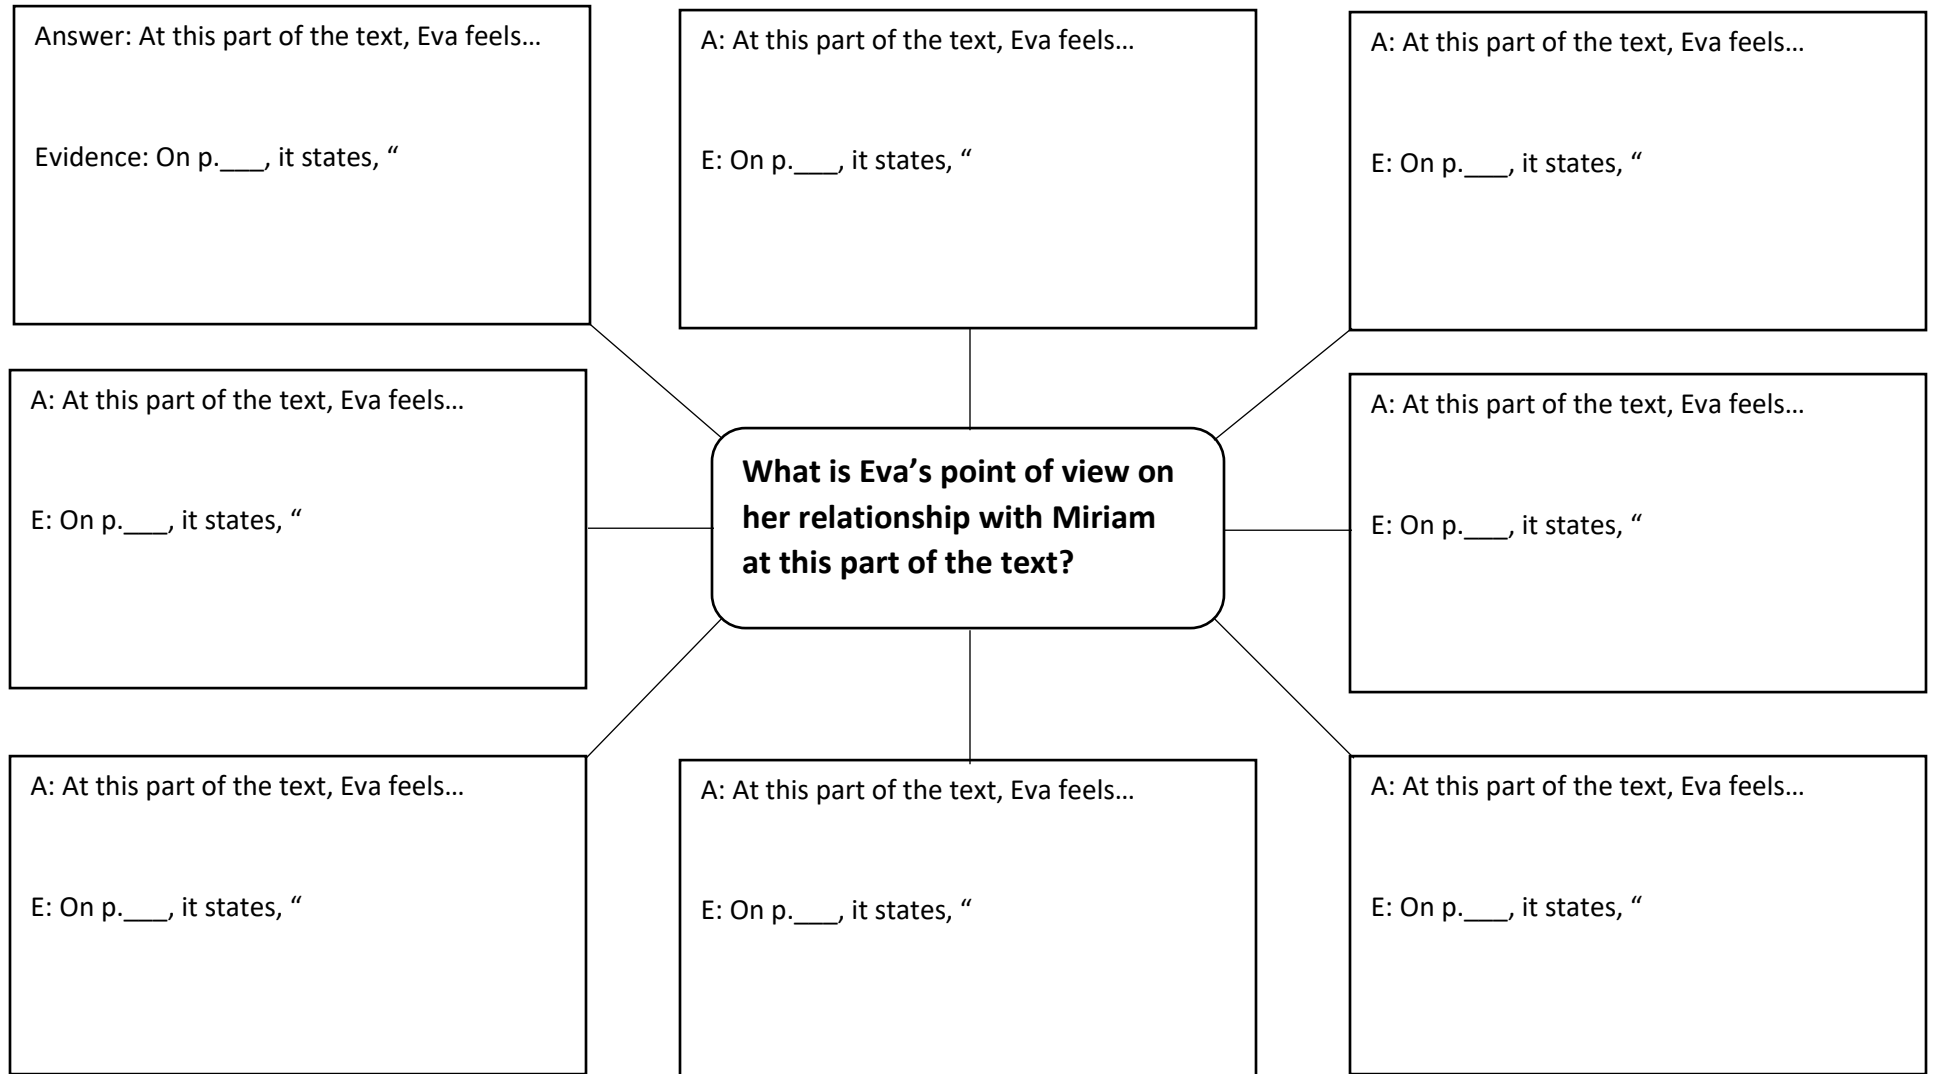 Answer: At this part of the text, Eva feels…
Evidence: On p.___, it states, “
A: At this part of the text, Eva feels…
E: On p.___, it states, “
A: At this part of the text, Eva feels…
E: On p.___, it states, “
A: At this part of the text, Eva feels…
E: On p.___, it states, “
What is Eva’s point of view on
her relationship with Miriam
at this part of the text?
A: At this part of the text, Eva feels…
E: On p.___, it states, “
A: At this part of the text, Eva feels…
E: On p.___, it states, “
A: At this part of the text, Eva feels…
E: On p.___, it states, “
A: At this part of the text, Eva feels…
E: On p.___, it states, “